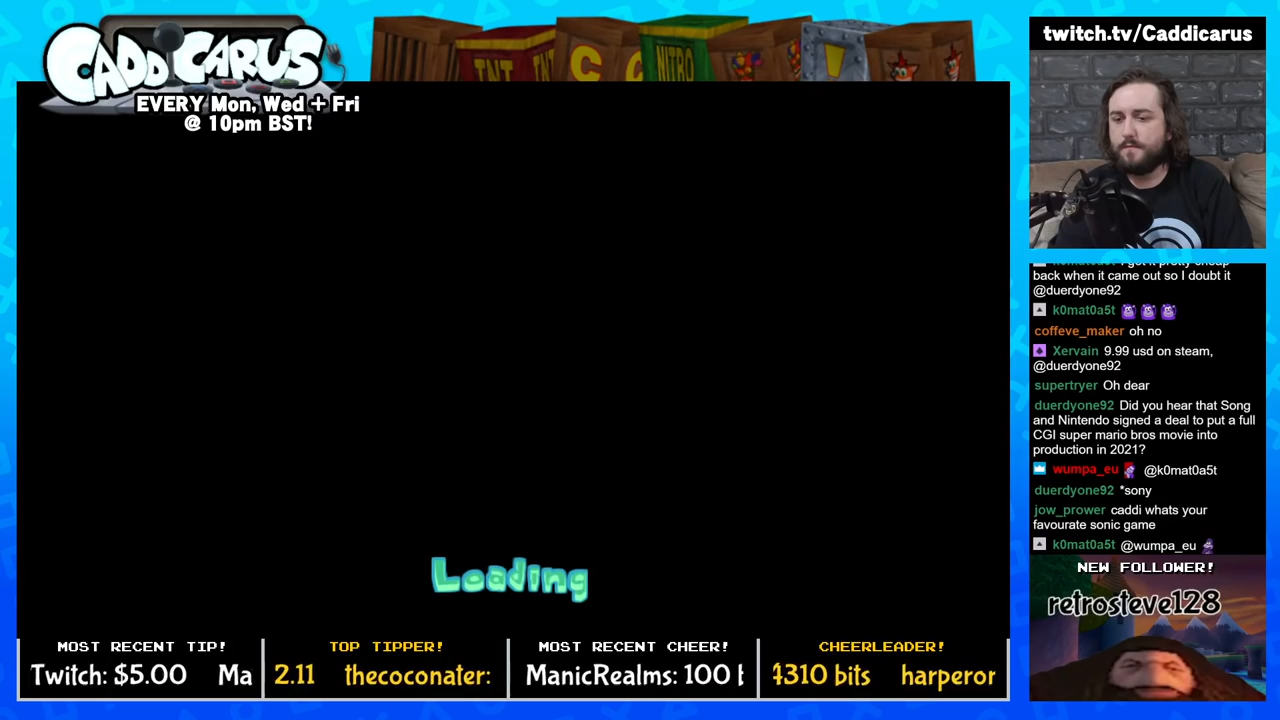 CADDICARUS
EVERY Mon, Wed + Fri
@ 10pm BST!
TNT TNT
C C
NITRO
twitch.tv/Caddicarus
back when it came out so I doubt it
@duerdyone92
k0mat0a5t
coffeve_maker oh no
Xervain 9.99 usd on steam,
@duerdyone92
supertryer Oh dear
duerdyone92 Did you hear that Song
and Nintendo signed a deal to put a full
CGI super mario bros movie into
production in 2021?
wumpa_eu @k0mat0a5t
duerdyone92 *sony
jow_prower caddi whats your
favourate sonic game
k0mat0a5t @wumpa_eu
NEW FOLLOWER!
retrosteve128
Loading
MOST RECENT TIP!
Twitch: $5.00 Ma
TOP TIPPER!
2.11 thecoconater:
MOST RECENT CHEER!
ManicRealms: 100 b
CHEERLEADER!
4310 bits harperor